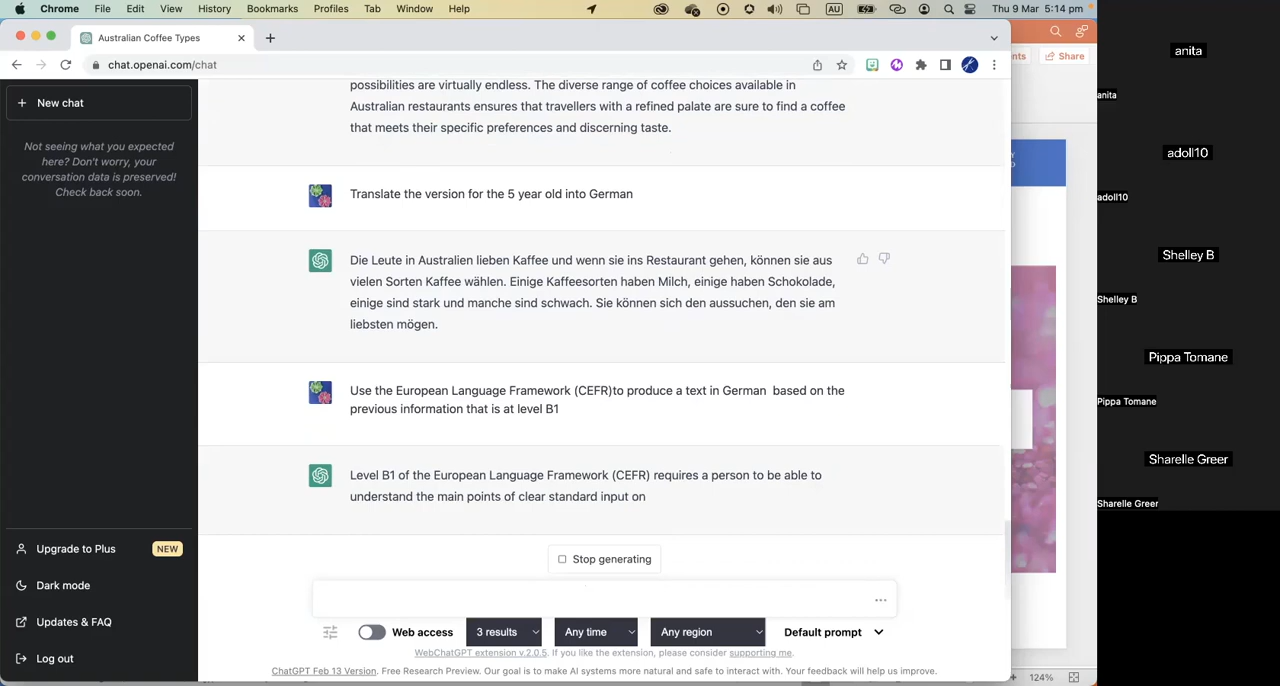 Chrome File Edit View History Bookmarks Profiles Tab Window Help AU Thu 9 Mar 5:14 pm
Australian Coffee Types
chat.openai.com/chat
nts Share
New chat
Not seeing what you expected
here? Don't worry, your
conversation data is preserved!
Check back soon.
Upgrade to Plus NEW
Dark mode
Updates & FAQ
Log out
possibilities are virtually endless. The diverse range of coffee choices available in
Australian restaurants ensures that travellers with a refined palate are sure to find a coffee
that meets their specific preferences and discerning taste.
Translate the version for the 5 year old into German
Die Leute in Australien lieben Kaffee und wenn sie ins Restaurant gehen, können sie aus
vielen Sorten Kaffee wählen. Einige Kaffeesorten haben Milch, einige haben Schokolade,
einige sind stark und manche sind schwach. Sie können sich den aussuchen, den sie am
liebsten mögen.
Use the European Language Framework (CEFR)to produce a text in German based on the
previous information that is at level B1
Level B1 of the European Language Framework (CEFR) requires a person to be able to
understand the main points of clear standard input on
Stop generating
Web access 3 results Any time Any region Default prompt
WebChatGPT extension v.2.0.5. If you like the extension, please consider supporting me.
ChatGPT Feb 13 Version. Free Research Preview. Our goal is to make AI systems more natural and safe to interact with. Your feedback will help us improve.
124%
anita
anita
adoll10
adoll10
Shelley B
Shelley B
Pippa Tomane
Pippa Tomane
Sharelle Greer
Sharelle Greer